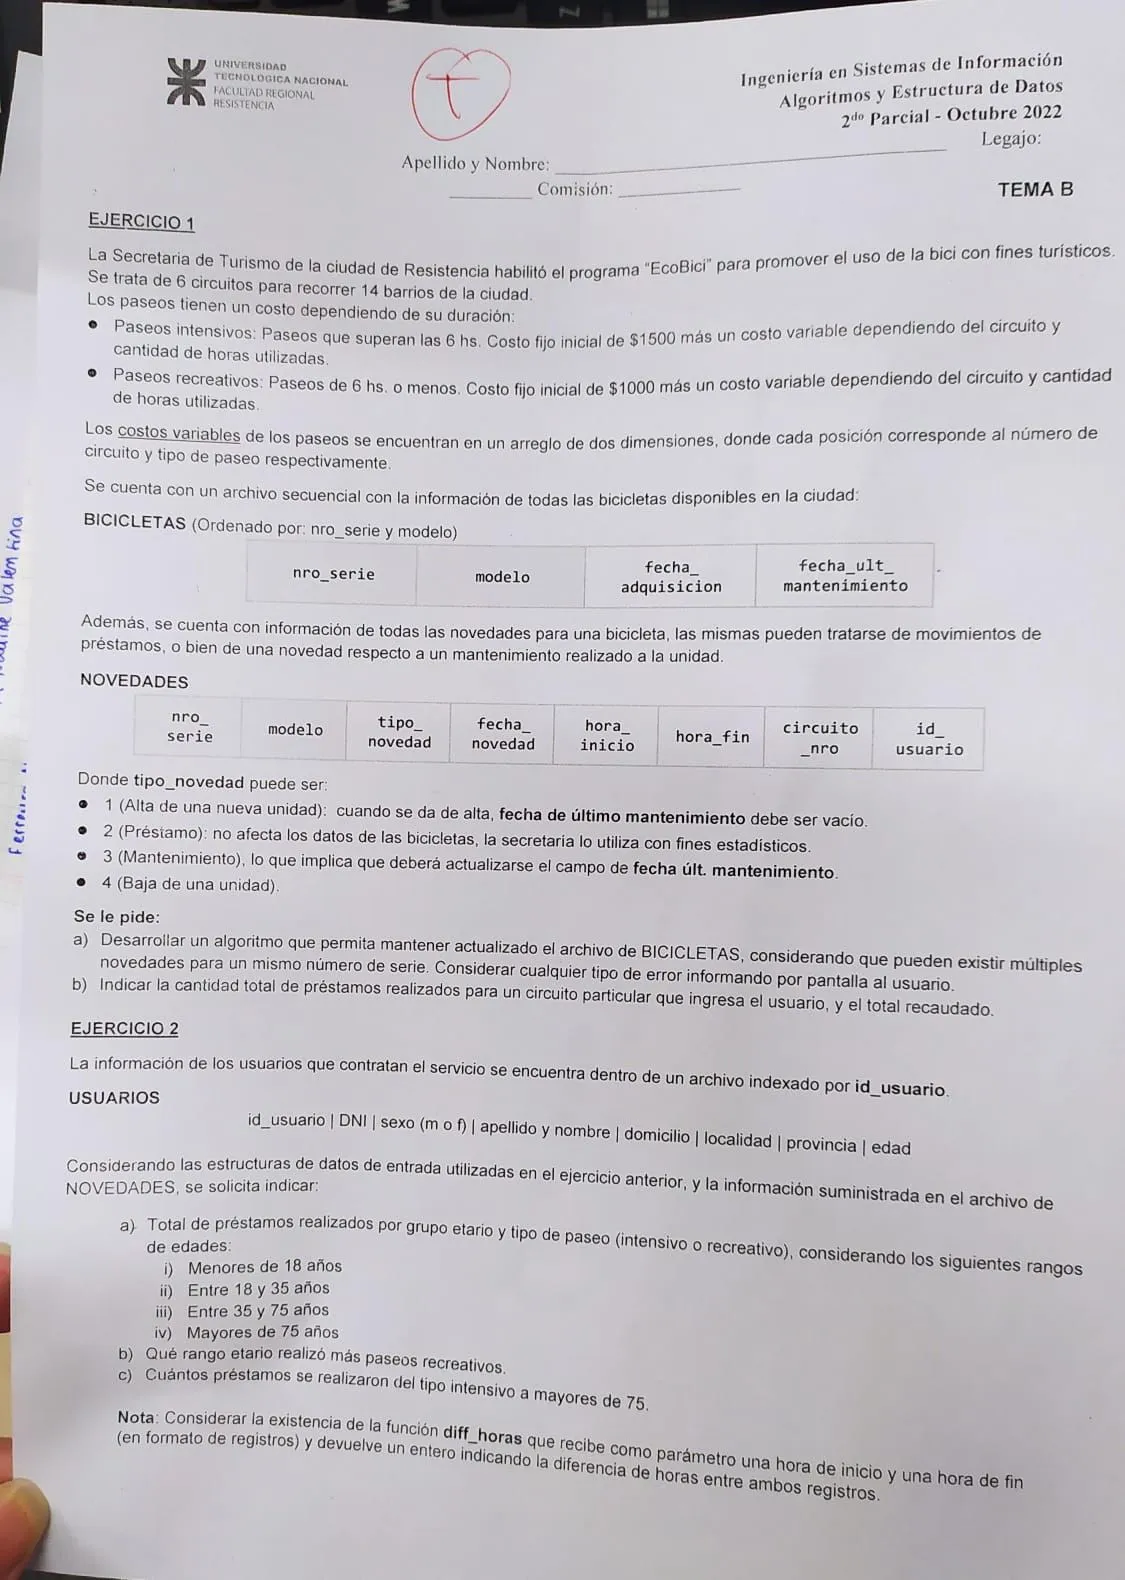 UNIVERSIDAD
TECNOLOGICA NACIONAL
FACULTAD REGIONAL
RESISTENCIA
Ingeniería en Sistemas de Información
Algoritmos y Estructura de Datos
2do Parcial - Octubre 2022
Legajo:
Apellido y Nombre: ____________
______ Comisión: ____________
TEMA B
EJERCICIO 1
La Secretaria de Turismo de la ciudad de Resistencia habilitó el programa "EcoBici" para promover el uso de la bici con fines turísticos.
Se trata de 6 circuitos para recorrer 14 barrios de la ciudad.
Los paseos tienen un costo dependiendo de su duración:
● Paseos intensivos: Paseos que superan las 6 hs. Costo fijo inicial de $1500 más un costo variable dependiendo del circuito y
cantidad de horas utilizadas.
● Paseos recreativos: Paseos de 6 hs. o menos. Costo fijo inicial de $1000 más un costo variable dependiendo del circuito y cantidad
de horas utilizadas.
Los costos variables de los paseos se encuentran en un arreglo de dos dimensiones, donde cada posición corresponde al número de
circuito y tipo de paseo respectivamente.
Se cuenta con un archivo secuencial con la información de todas las bicicletas disponibles en la ciudad:
BICICLETAS (Ordenado por: nro_serie y modelo)
nro_serie
modelo
fecha_
adquisicion
fecha_ult_
mantenimiento
Además, se cuenta con información de todas las novedades para una bicicleta, las mismas pueden tratarse de movimientos de
préstamos, o bien de una novedad respecto a un mantenimiento realizado a la unidad.
NOVEDADES
nro_
serie
modelo
tipo_
novedad
fecha_
novedad
hora_
inicio
hora_fin
circuito
_nro
id_
usuario
Donde tipo_novedad puede ser:
● 1 (Alta de una nueva unidad): cuando se da de alta, fecha de último mantenimiento debe ser vacío.
● 2 (Préstamo): no afecta los datos de las bicicletas, la secretaría lo utiliza con fines estadísticos.
● 3 (Mantenimiento), lo que implica que deberá actualizarse el campo de fecha últ. mantenimiento.
● 4 (Baja de una unidad).
Se le pide:
a) Desarrollar un algoritmo que permita mantener actualizado el archivo de BICICLETAS, considerando que pueden existir múltiples
novedades para un mismo número de serie. Considerar cualquier tipo de error informando por pantalla al usuario.
b) Indicar la cantidad total de préstamos realizados para un circuito particular que ingresa el usuario, y el total recaudado.
EJERCICIO 2
La información de los usuarios que contratan el servicio se encuentra dentro de un archivo indexado por id_usuario.
USUARIOS
id_usuario | DNI | sexo (m o f) | apellido y nombre | domicilio | localidad | provincia | edad
Considerando las estructuras de datos de entrada utilizadas en el ejercicio anterior, y la información suministrada en el archivo de
NOVEDADES, se solicita indicar:
a) Total de préstamos realizados por grupo etario y tipo de paseo (intensivo o recreativo), considerando los siguientes rangos
de edades:
i) Menores de 18 años
ii) Entre 18 y 35 años
iii) Entre 35 y 75 años
iv) Mayores de 75 años
b) Qué rango etario realizó más paseos recreativos.
c) Cuántos préstamos se realizaron del tipo intensivo a mayores de 75.
Nota: Considerar la existencia de la función diff_horas que recibe como parámetro una hora de inicio y una hora de fin
(en formato de registros) y devuelve un entero indicando la diferencia de horas entre ambos registros.
Valentina